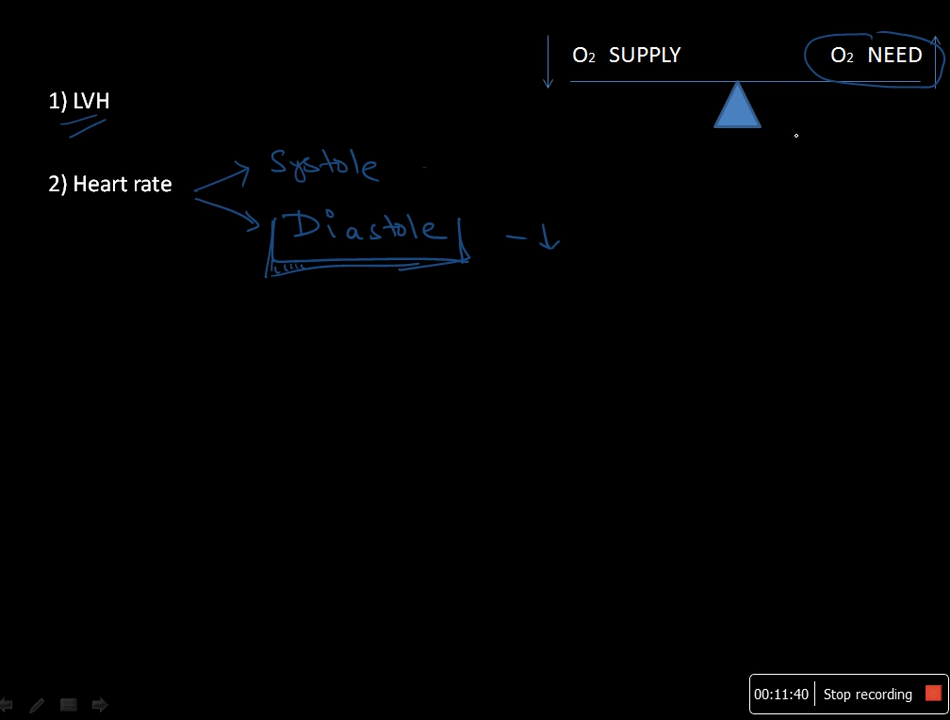 O2 SUPPLY
O2 NEED
1) LVH
Systole
2) Heart rate
Diastole - ↓
00:11:40 Stop recording